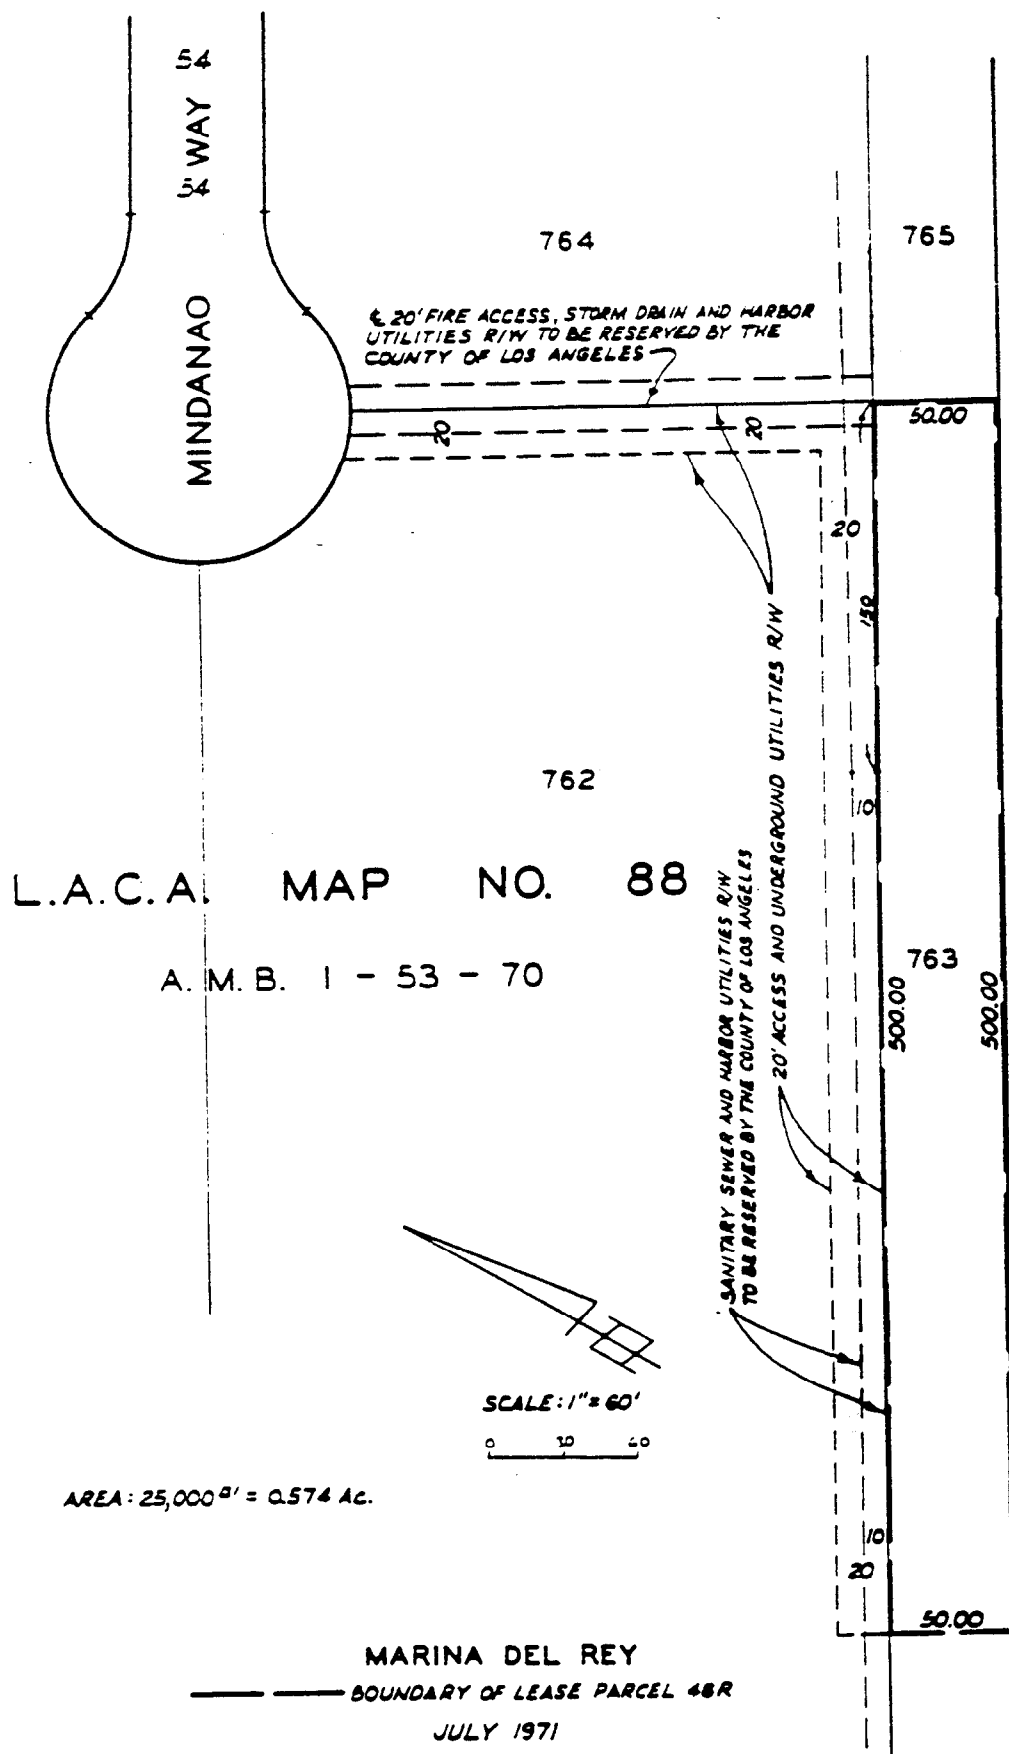 54
WAY
54
MINDANAO
764
765
℄ 20' FIRE ACCESS, STORM DRAIN AND HARBOR
UTILITIES R/W TO BE RESERVED BY THE
COUNTY OF LOS ANGELES
50.00
20
20
20
150
20' ACCESS AND UNDERGROUND UTILITIES R/W
762
10
L.A.C.A. MAP NO. 88
SANITARY SEWER AND HARBOR UTILITIES R/W
TO BE RESERVED BY THE COUNTY OF LOS ANGELES
A. M. B. 1 - 53 - 70
763
500.00
500.00
SCALE: 1" = 60'
0 30 60
AREA: 25,000 □' = 0.574 AC.
10
20
50.00
MARINA DEL REY
BOUNDARY OF LEASE PARCEL 48R
JULY 1971